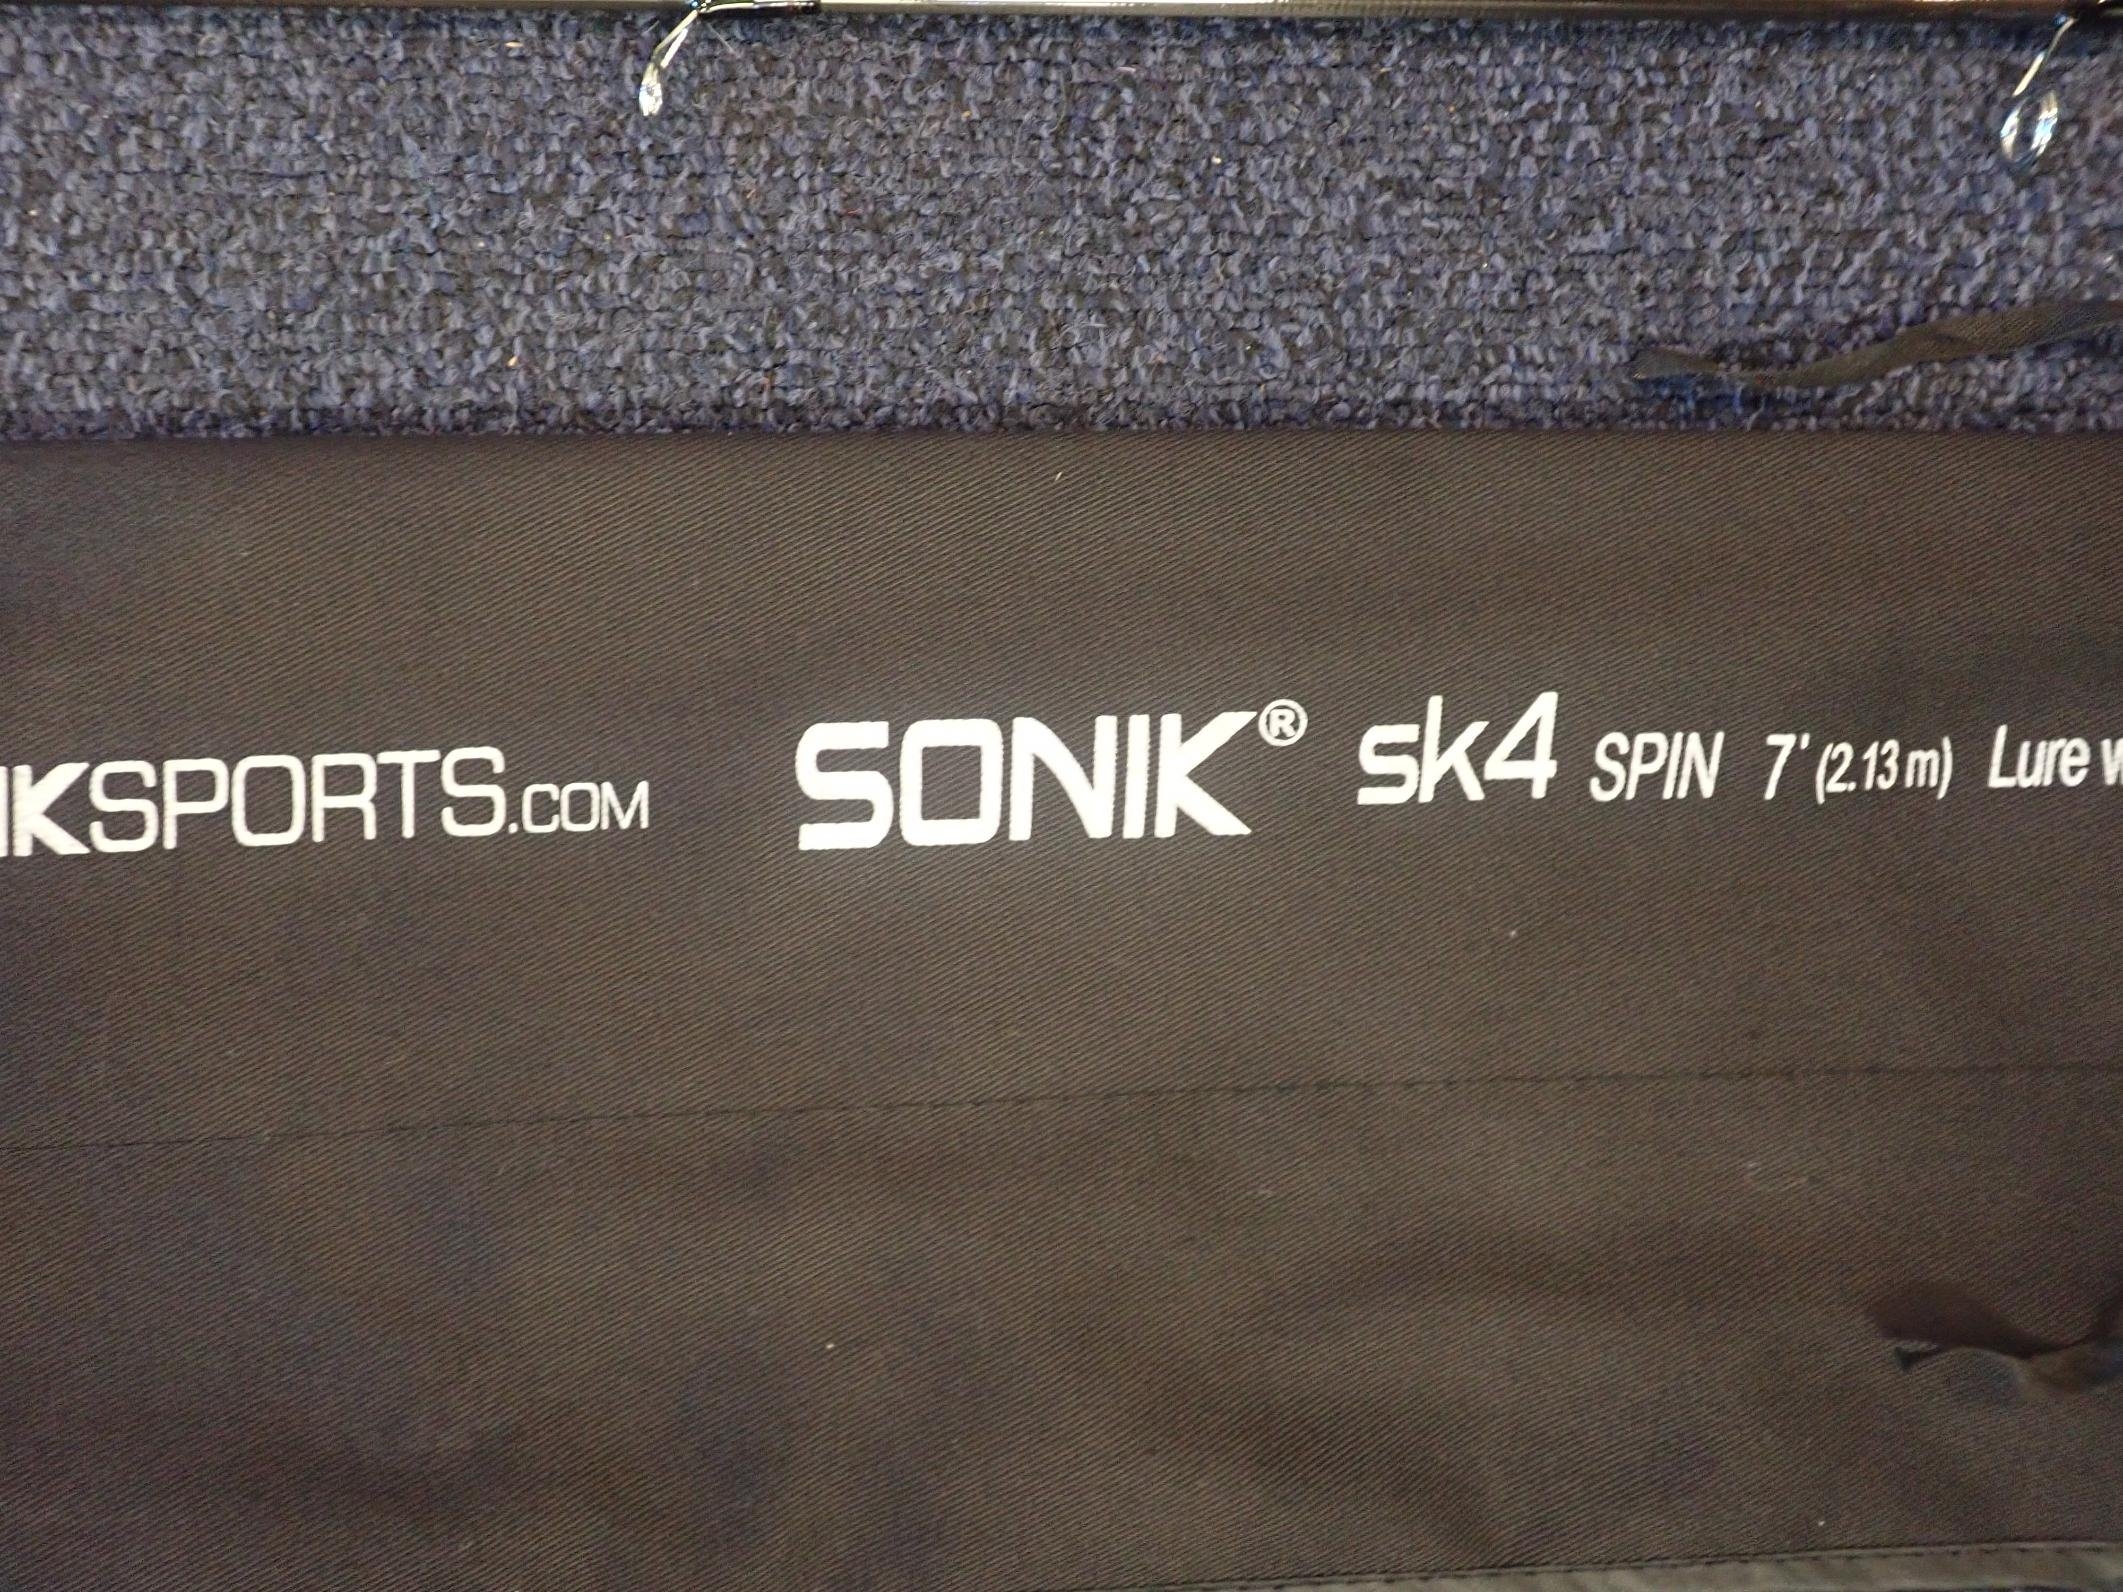 IKSPORTS.COM SONIK® sk4 SPIN 7' (2.13 m) Lure